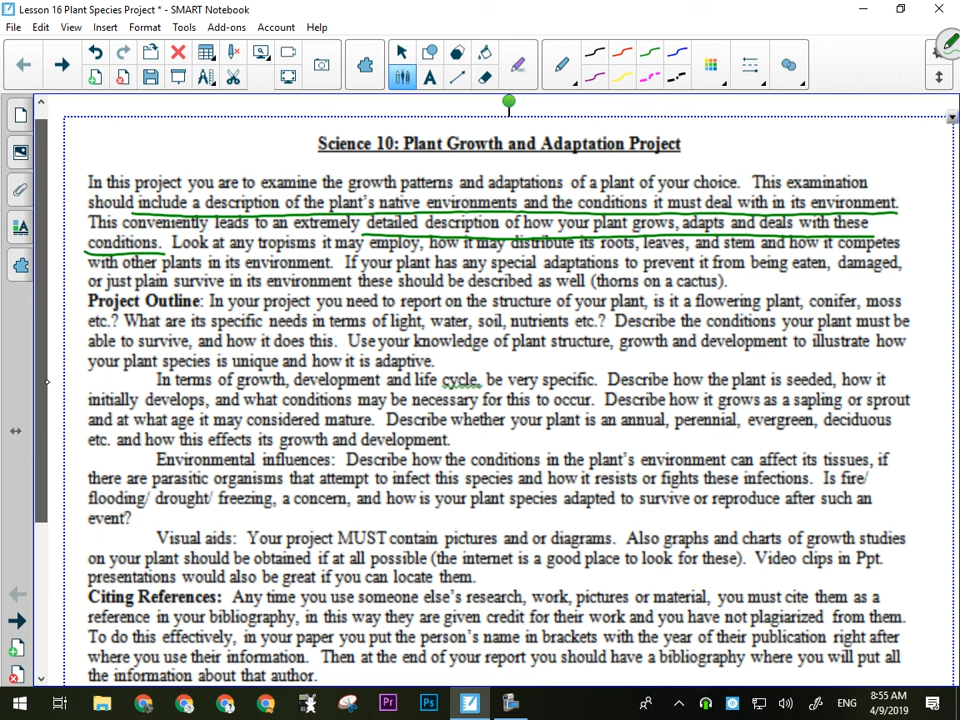 Lesson 16 Plant Species Project * - SMART Notebook
File Edit View Insert Format Tools Add-ons Account Help
Science 10: Plant Growth and Adaptation Project
In this project you are to examine the growth patterns and adaptations of a plant of your choice. This examination
should include a description of the plant's native environments and the conditions it must deal with in its environment.
This conveniently leads to an extremely detailed description of how your plant grows, adapts and deals with these
conditions. Look at any tropisms it may employ, how it may distribute its roots, leaves, and stem and how it competes
with other plants in its environment. If your plant has any special adaptations to prevent it from being eaten, damaged,
or just plain survive in its environment these should be described as well (thorns on a cactus).
Project Outline: In your project you need to report on the structure of your plant, is it a flowering plant, conifer, moss
etc.? What are its specific needs in terms of light, water, soil, nutrients etc.? Describe the conditions your plant must be
able to survive, and how it does this. Use your knowledge of plant structure, growth and development to illustrate how
your plant species is unique and how it is adaptive.
In terms of growth, development and life cycle, be very specific. Describe how the plant is seeded, how it
initially develops, and what conditions may be necessary for this to occur. Describe how it grows as a sapling or sprout
and at what age it may considered mature. Describe whether your plant is an annual, perennial, evergreen, deciduous
etc. and how this effects its growth and development.
Environmental influences: Describe how the conditions in the plant's environment can affect its tissues, if
there are parasitic organisms that attempt to infect this species and how it resists or fights these infections. Is fire/
flooding/ drought/ freezing, a concern, and how is your plant species adapted to survive or reproduce after such an
event?
Visual aids: Your project MUST contain pictures and or diagrams. Also graphs and charts of growth studies
on your plant should be obtained if at all possible (the internet is a good place to look for these). Video clips in Ppt.
presentations would also be great if you can locate them.
Citing References: Any time you use someone else's research, work, pictures or material, you must cite them as a
reference in your bibliography, in this way they are given credit for their work and you have not plagiarized from them.
To do this effectively, in your paper you put the person's name in brackets with the year of their publication right after
where you use their information. Then at the end of your report you should have a bibliography where you will put all
the information about that author.
Pr Ps ENG 8:55 AM
4/9/2019